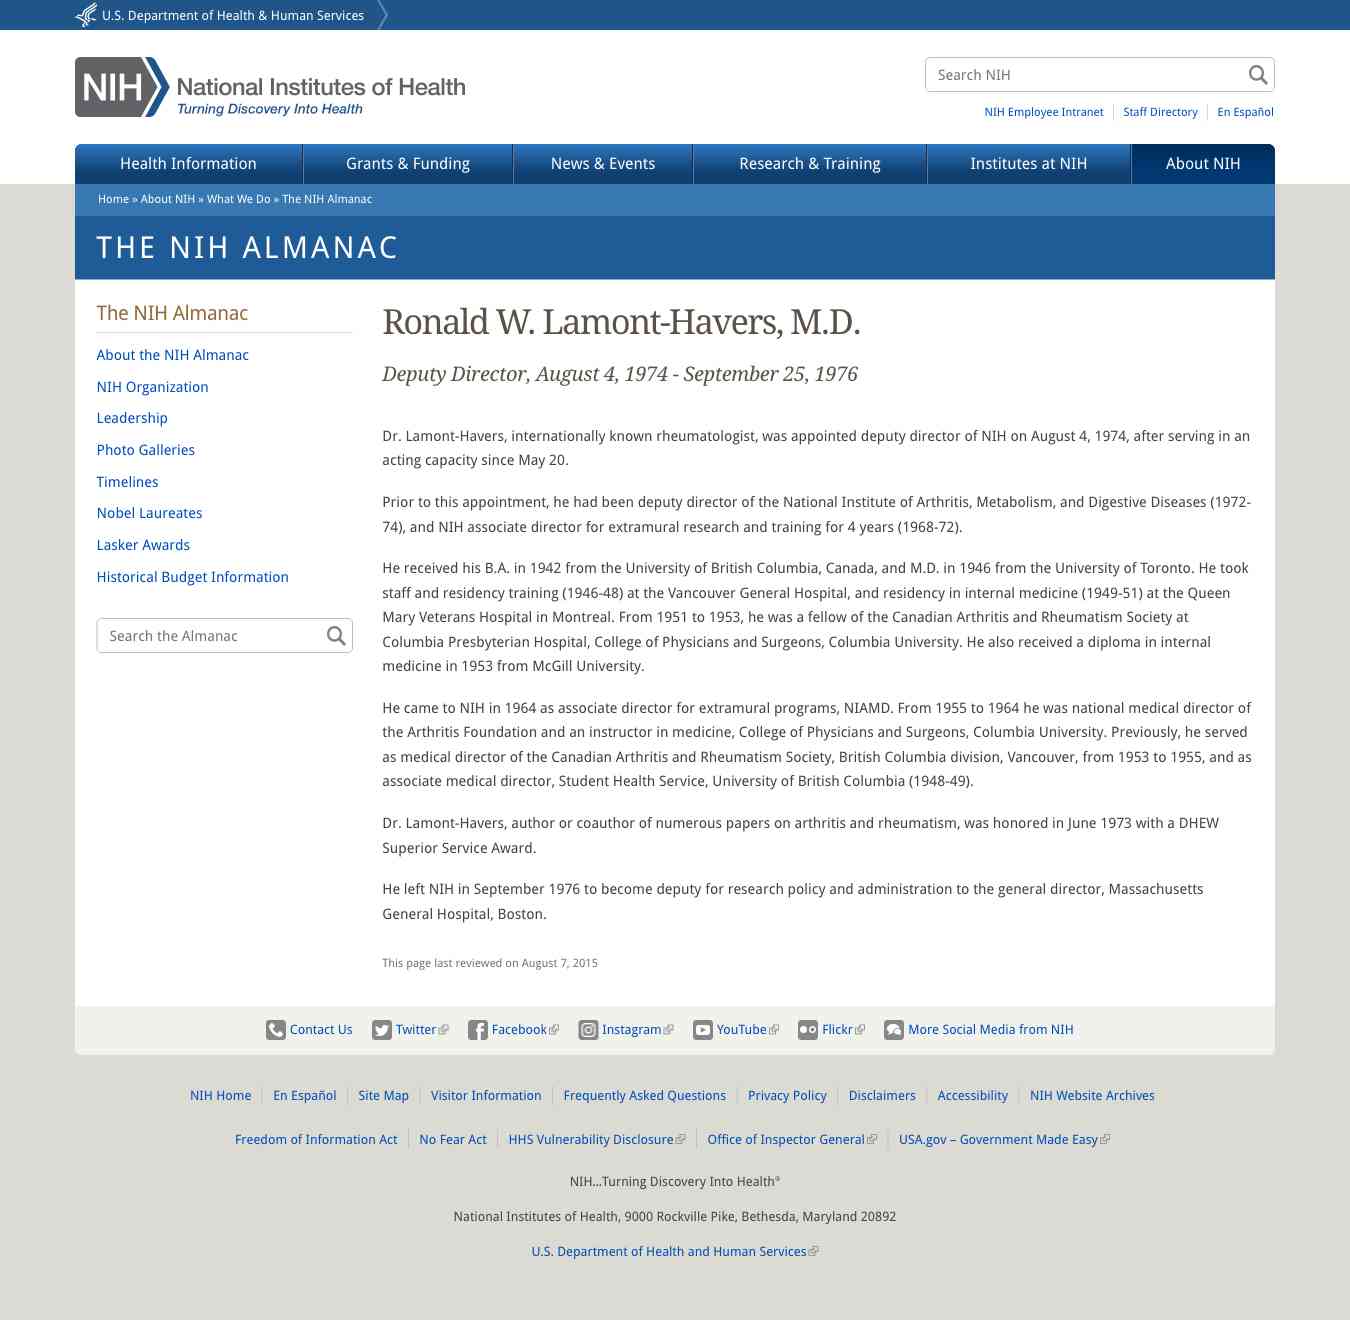 U.S. Department of Health & Human Services
NIH National Institutes of Health
Turning Discovery Into Health
Search NIH
NIH Employee Intranet
Staff Directory
En Español
Health Information
Grants & Funding
News & Events
Research & Training
Institutes at NIH
About NIH
Home » About NIH » What We Do » The NIH Almanac
THE NIH ALMANAC
The NIH Almanac
About the NIH Almanac
NIH Organization
Leadership
Photo Galleries
Timelines
Nobel Laureates
Lasker Awards
Historical Budget Information
Search the Almanac
Ronald W. Lamont-Havers, M.D.
Deputy Director, August 4, 1974 - September 25, 1976
Dr. Lamont-Havers, internationally known rheumatologist, was appointed deputy director of NIH on August 4, 1974, after serving in an
acting capacity since May 20.
Prior to this appointment, he had been deputy director of the National Institute of Arthritis, Metabolism, and Digestive Diseases (1972-
74), and NIH associate director for extramural research and training for 4 years (1968-72).
He received his B.A. in 1942 from the University of British Columbia, Canada, and M.D. in 1946 from the University of Toronto. He took
staff and residency training (1946-48) at the Vancouver General Hospital, and residency in internal medicine (1949-51) at the Queen
Mary Veterans Hospital in Montreal. From 1951 to 1953, he was a fellow of the Canadian Arthritis and Rheumatism Society at
Columbia Presbyterian Hospital, College of Physicians and Surgeons, Columbia University. He also received a diploma in internal
medicine in 1953 from McGill University.
He came to NIH in 1964 as associate director for extramural programs, NIAMD. From 1955 to 1964 he was national medical director of
the Arthritis Foundation and an instructor in medicine, College of Physicians and Surgeons, Columbia University. Previously, he served
as medical director of the Canadian Arthritis and Rheumatism Society, British Columbia division, Vancouver, from 1953 to 1955, and as
associate medical director, Student Health Service, University of British Columbia (1948-49).
Dr. Lamont-Havers, author or coauthor of numerous papers on arthritis and rheumatism, was honored in June 1973 with a DHEW
Superior Service Award.
He left NIH in September 1976 to become deputy for research policy and administration to the general director, Massachusetts
General Hospital, Boston.
This page last reviewed on August 7, 2015
Contact Us
Twitter
Facebook
Instagram
YouTube
Flickr
More Social Media from NIH
NIH Home
En Español
Site Map
Visitor Information
Frequently Asked Questions
Privacy Policy
Disclaimers
Accessibility
NIH Website Archives
Freedom of Information Act
No Fear Act
HHS Vulnerability Disclosure
Office of Inspector General
USA.gov – Government Made Easy
NIH...Turning Discovery Into Health®
National Institutes of Health, 9000 Rockville Pike, Bethesda, Maryland 20892
U.S. Department of Health and Human Services